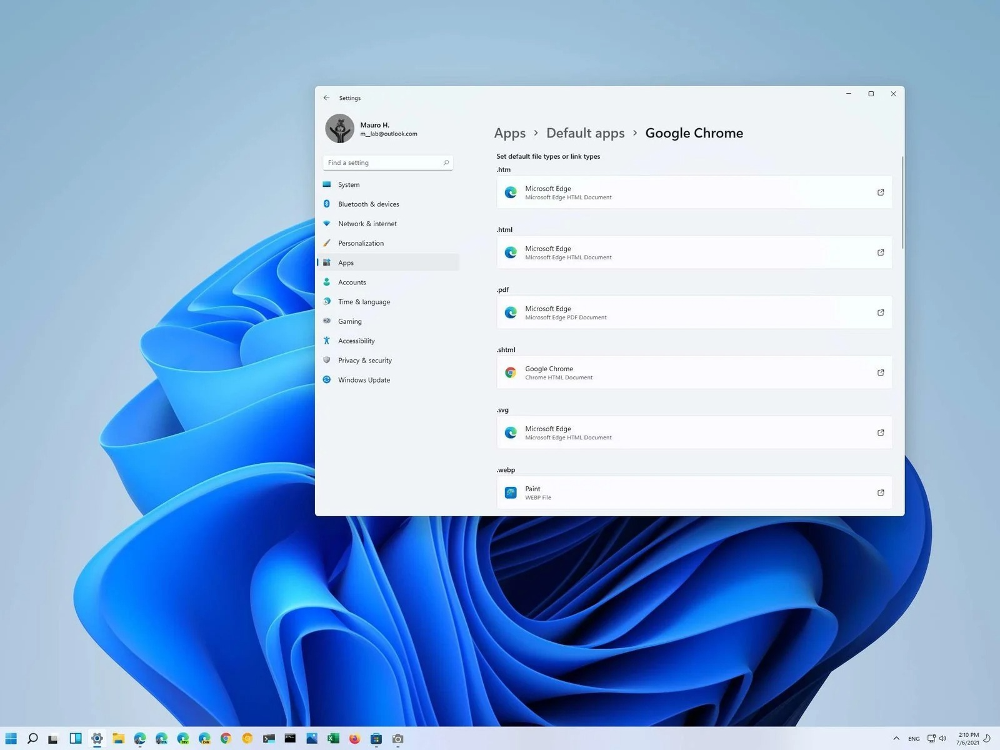 Settings
Mauro H.
m__lab@outlook.com
Find a setting
System
Bluetooth & devices
Network & internet
Personalization
Apps
Accounts
Time & language
Gaming
Accessibility
Privacy & security
Windows Update
Apps > Default apps > Google Chrome
Set default file types or link types
.htm
Microsoft Edge
Microsoft Edge HTML Document
.html
Microsoft Edge
Microsoft Edge HTML Document
.pdf
Microsoft Edge
Microsoft Edge PDF Document
.shtml
Google Chrome
Chrome HTML Document
.svg
Microsoft Edge
Microsoft Edge HTML Document
.webp
Paint
WEBP File
ENG
2:10 PM
7/6/2021